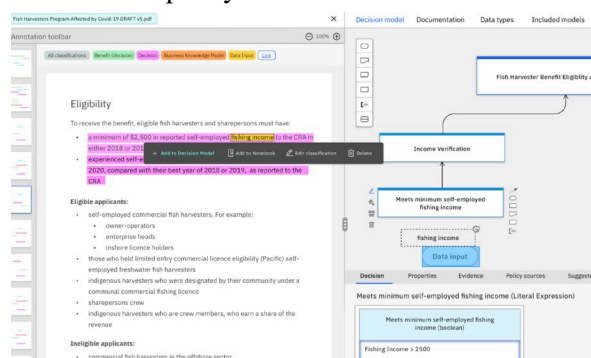 Fish Harvesters Program Affected by Covid-19 DRAFT v5.pdf
Annotation toolbar
100%
All classifications
Benefit (decision)
Decision
Business Knowledge Model
Data Input
Link
Eligibility
To receive the benefit, eligible fish harvesters and sharepersons must have:
• a minimum of $2,500 in reported self-employed fishing income to the CRA in
either 2018 or 201
+ Add to Decision Model
Add to Notebook
Edit classification
Delete
• experienced self-e
2020, compared with their best year of 2018 or 2019, as reported to the
CRA
Eligible applicants:
• self-employed commercial fish harvesters. For example:
• owner-operators
• enterprise heads
• inshore licence holders
• those who held limited entry commercial licence eligibility (Pacific) self-
employed freshwater fish harvesters
• indigenous harvesters who were designated by their community under a
communal commercial fishing licence
• sharepersons crew
• indigenous harvesters who are crew members, who earn a share of the
revenue
Ineligible applicants:
• commercial fish harvesters in the offshore sector
Decision model
Documentation
Data types
Included models
Fish Harvester Benefit Eligiblity
Income Verification
Meets minimum self-employed
fishing income
fishing income
Data input
Decision
Properties
Evidence
Policy sources
Suggest
Meets minimum self-employed fishing income (Literal Expression)
Meets minimum self-employed fishing
income (boolean)
Fishing Income > 2500